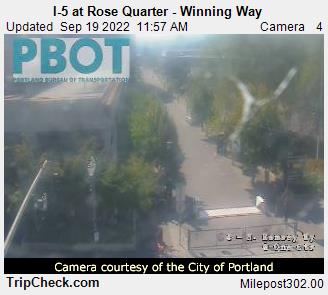 I-5 at Rose Quarter - Winning Way
Updated Sep 19 2022 11:57 AM Camera 4
PBOT
PORTLAND BUREAU OF TRANSPORTATION
Camera courtesy of the City of Portland
TripCheck.com Milepost302.00